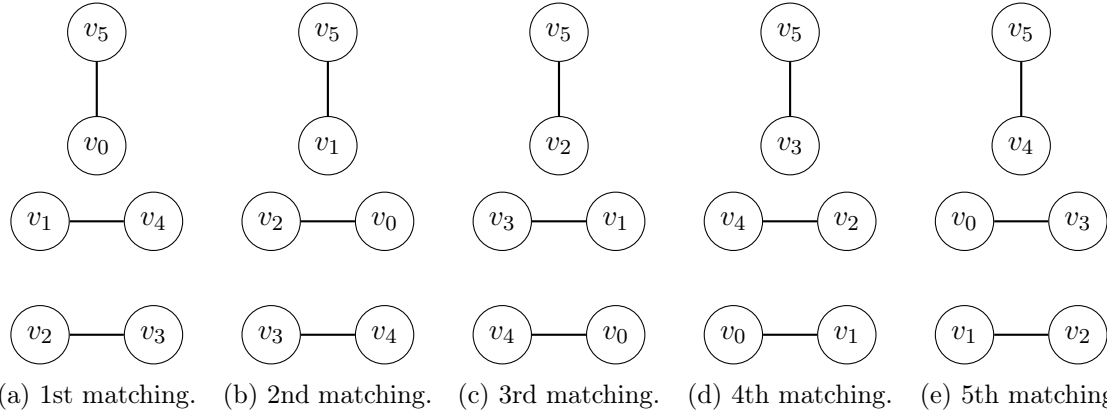 v₅ v₅ v₅ v₅ v₅
v₀ v₁ v₂ v₃ v₄
v₁ v₄ v₂ v₀ v₃ v₁ v₄ v₂ v₀ v₃
v₂ v₃ v₃ v₄ v₄ v₀ v₀ v₁ v₁ v₂
a) 1st matching. (b) 2nd matching. (c) 3rd matching. (d) 4th matching. (e) 5th matching